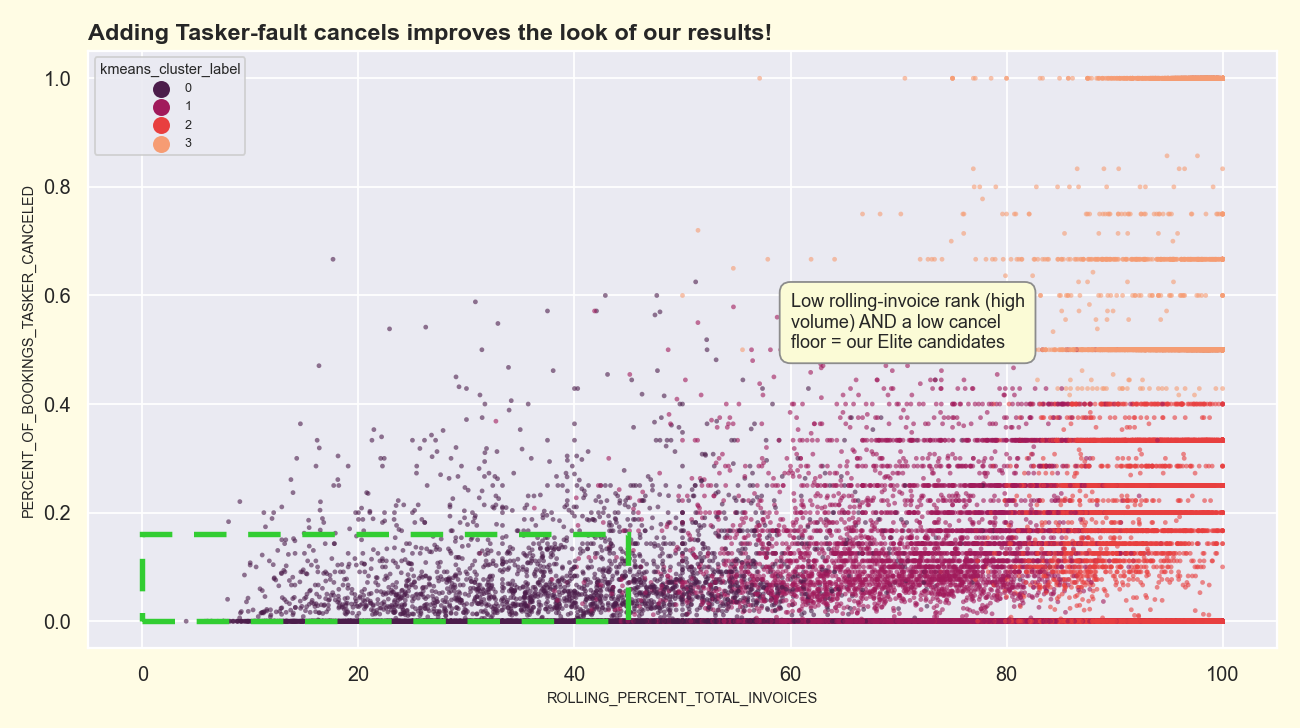 Adding Tasker-fault cancels improves the look of our results!
kmeans_cluster_label
0
1
2
3
1.0
0.8
0.6
0.4
0.2
0.0
PERCENT_OF_BOOKINGS_TASKER_CANCELED
Low rolling-invoice rank (high
volume) AND a low cancel
floor = our Elite candidates
0 20 40 60 80 100
ROLLING_PERCENT_TOTAL_INVOICES